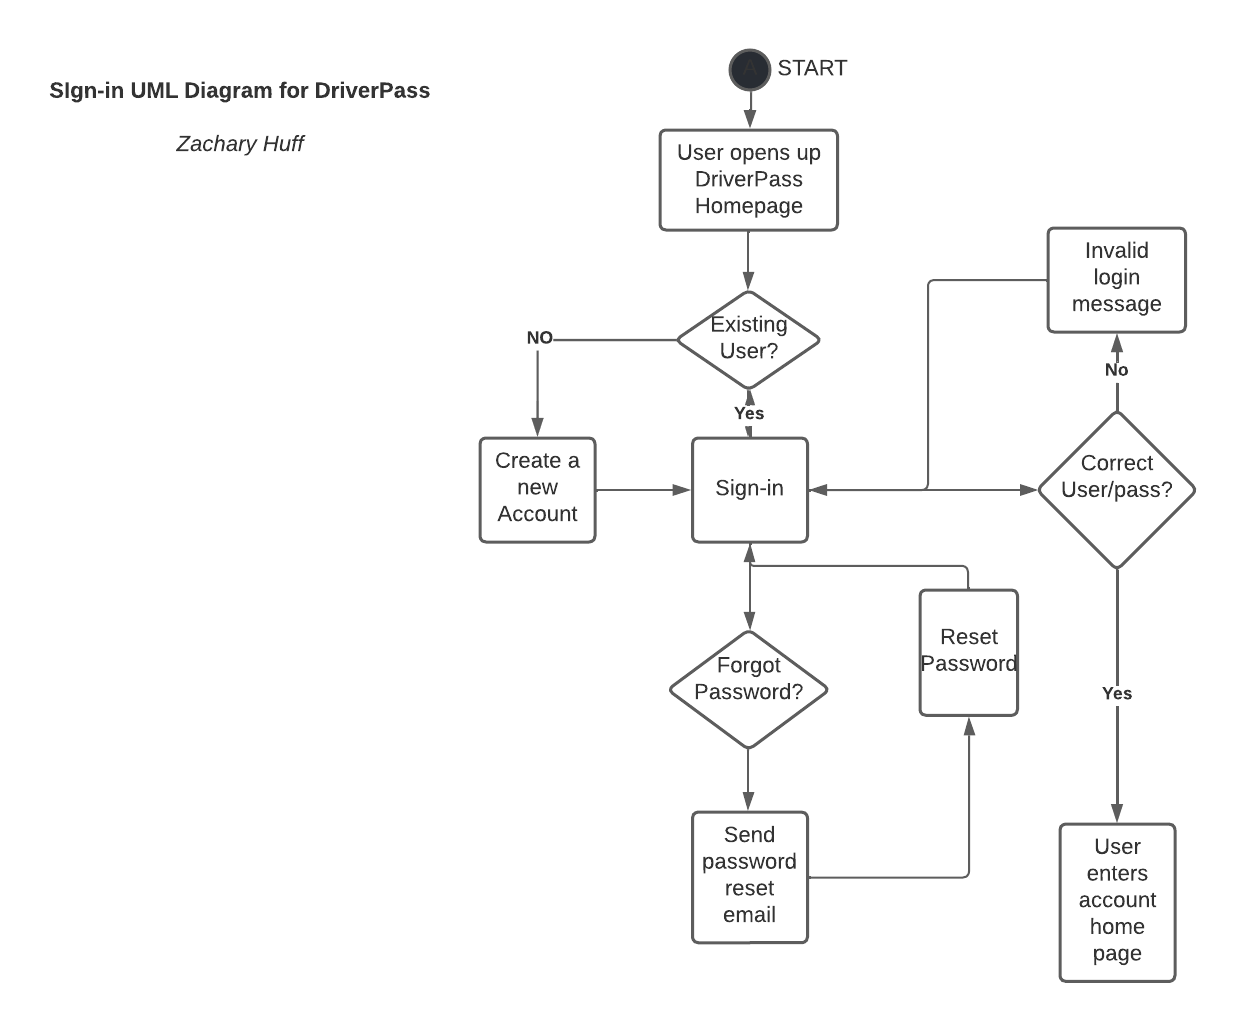 SIgn-in UML Diagram for DriverPass
Zachary Huff
A
START
User opens up
DriverPass
Homepage
Existing
User?
NO
Yes
Create a
new
Account
Sign-in
Invalid
login
message
No
Correct
User/pass?
Forgot
Password?
Reset
Password
Yes
Send
password
reset
email
User
enters
account
home
page